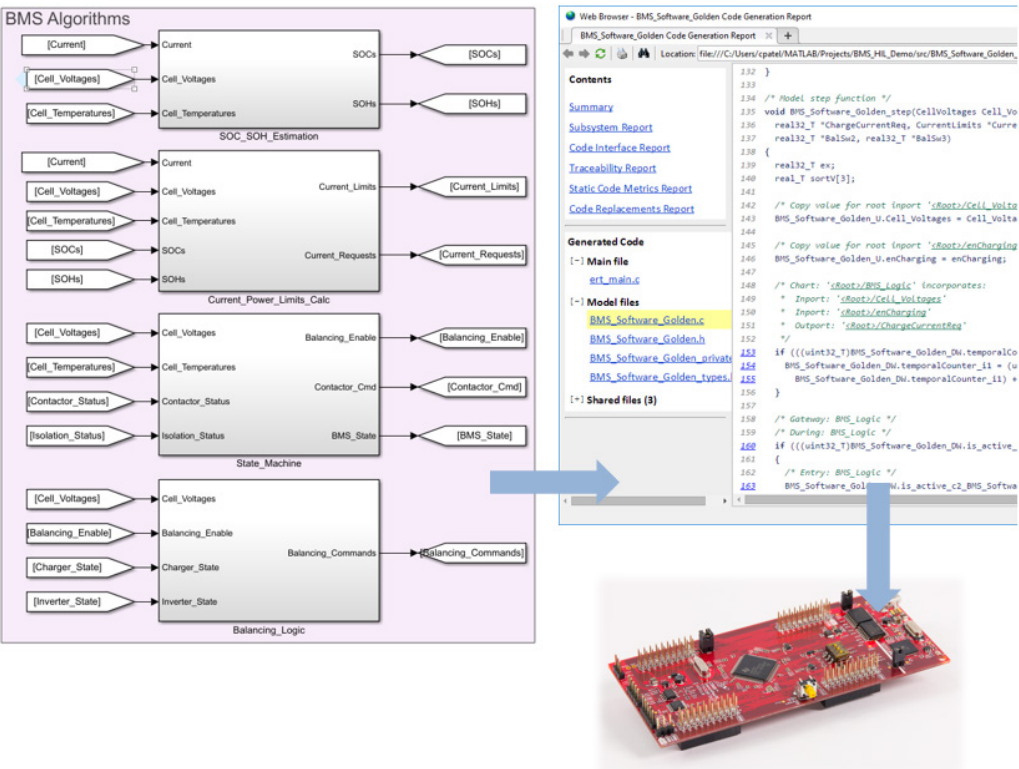 BMS Algorithms
[Current]
Current
[Cell_Voltages]
Cell_Voltages
[Cell_Temperatures]
Cell_Temperatures
SOCs
[SOCs]
SOHs
[SOHs]
SOC_SOH_Estimation
[Current]
Current
[Cell_Voltages]
Cell_Voltages
[Cell_Temperatures]
Cell_Temperatures
[SOCs]
SOCs
[SOHs]
SOHs
Current_Limits
[Current_Limits]
Current_Requests
[Current_Requests]
Current_Power_Limits_Calc
[Cell_Voltages]
Cell_Voltages
[Cell_Temperatures]
Cell_Temperatures
[Contactor_Status]
Contactor_Status
[Isolation_Status]
Isolation_Status
Balancing_Enable
[Balancing_Enable]
Contactor_Cmd
[Contactor_Cmd]
BMS_State
[BMS_State]
State_Machine
[Cell_Voltages]
Cell_Voltages
[Balancing_Enable]
Balancing_Enable
[Charger_State]
Charger_State
[Inverter_State]
Inverter_State
Balancing_Commands
[Balancing_Commands]
Balancing_Logic
Web Browser - BMS_Software_Golden Code Generation Report
BMS_Software_Golden Code Generation Report × +
Location: file:///C:/Users/cpatel/MATLAB/Projects/BMS_HIL_Demo/src/BMS_Software_Golden_
Contents
Summary
Subsystem Report
Code Interface Report
Traceability Report
Static Code Metrics Report
Code Replacements Report
Generated Code
[-] Main file
ert_main.c
[-] Model files
BMS_Software_Golden.c
BMS_Software_Golden.h
BMS_Software_Golden_private
BMS_Software_Golden_types.
[+] Shared files (3)
132 }
133
134 /* Model step function */
135 void BMS_Software_Golden_step(CellVoltages Cell_Vo
136 real32_T *ChargeCurrentReq, CurrentLimits *Curre
137 real32_T *BalSw2, real32_T *BalSw3)
138 {
139 real32_T ex;
140 real_T sortV[3];
141
142 /* Copy value for root inport '<Root>/Cell_Volta
143 BMS_Software_Golden_U.Cell_Voltages = Cell_Volta
144
145 /* Copy value for root inport '<Root>/enCharging
146 BMS_Software_Golden_U.enCharging = enCharging;
147
148 /* Chart: '<Root>/BMS_Logic' incorporates:
149 * Inport: '<Root>/Cell_Voltages'
150 * Inport: '<Root>/enCharging'
151 * Outport: '<Root>/ChargeCurrentReq'
152 */
153 if (((uint32_T)BMS_Software_Golden_DW.temporalCo
154 BMS_Software_Golden_DW.temporalCounter_i1 = (u
155 BMS_Software_Golden_DW.temporalCounter_i1) +
156 }
157
158 /* Gateway: BMS_Logic */
159 /* During: BMS_Logic */
160 if (((uint32_T)BMS_Software_Golden_DW.is_active_
161 {
162 /* Entry: BMS_Logic */
163 BMS_Software_Gol DW.is_active_c2_BMS_Softwa